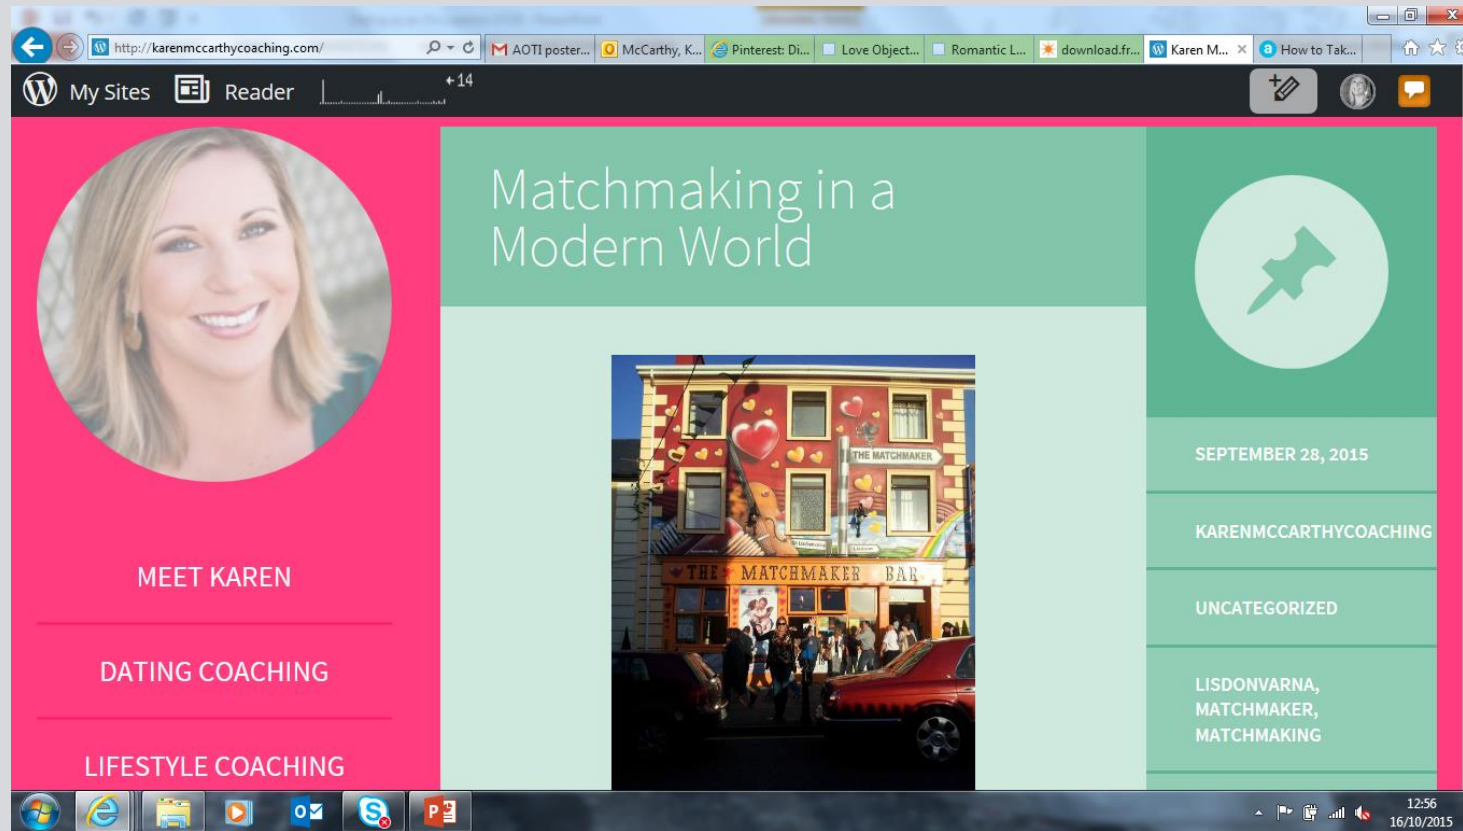 http://karenmccarthycoaching.com/
AOTI poster...
McCarthy, K...
Pinterest: Di...
Love Object...
Romantic L...
download.fr...
Karen M...
How to Tak...
My Sites
Reader
14
Matchmaking in a
Modern World
THE MATCHMAKER
THE MATCHMAKER BAR
MEET KAREN
DATING COACHING
LIFESTYLE COACHING
SEPTEMBER 28, 2015
KARENMCCARTHYCOACHING
UNCATEGORIZED
LISDONVARNA,
MATCHMAKER,
MATCHMAKING
12:56
16/10/2015